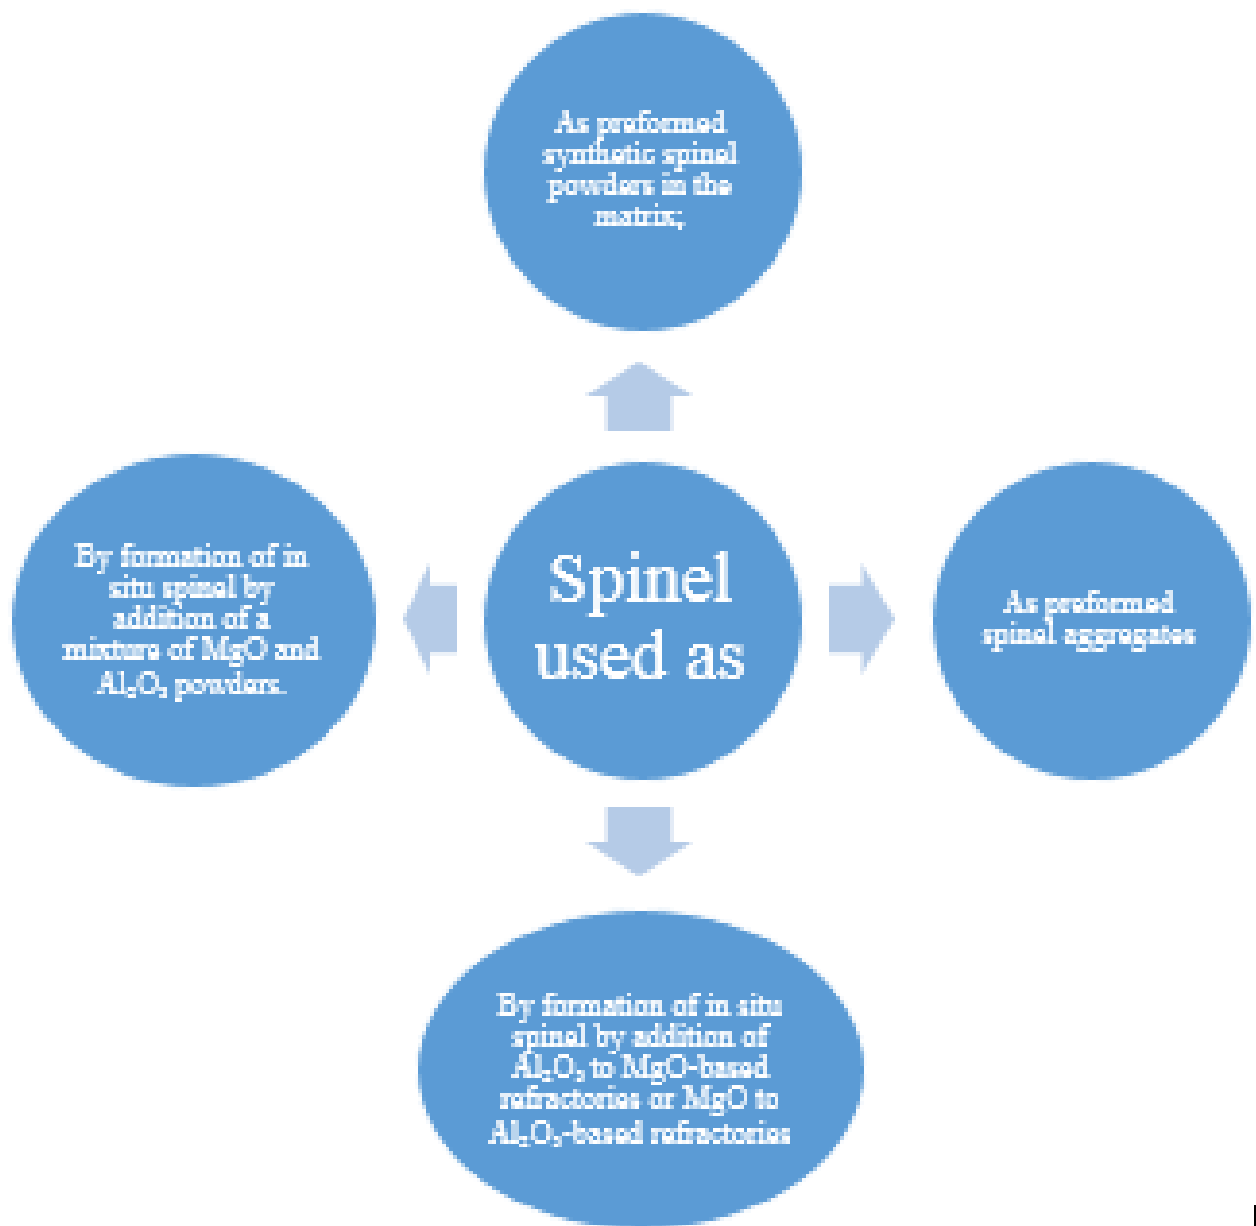 As preformed
synthetic spinel
powders in the
matrix;
By formation of in
situ spinel by
addition of a
mixture of MgO and
Al₂O₃ powders.
Spinel
used as
As preformed
spinel aggregates
By formation of in situ
spinel by addition of
Al₂O₃ to MgO-based
refractories or MgO to
Al₂O₃-based refractories